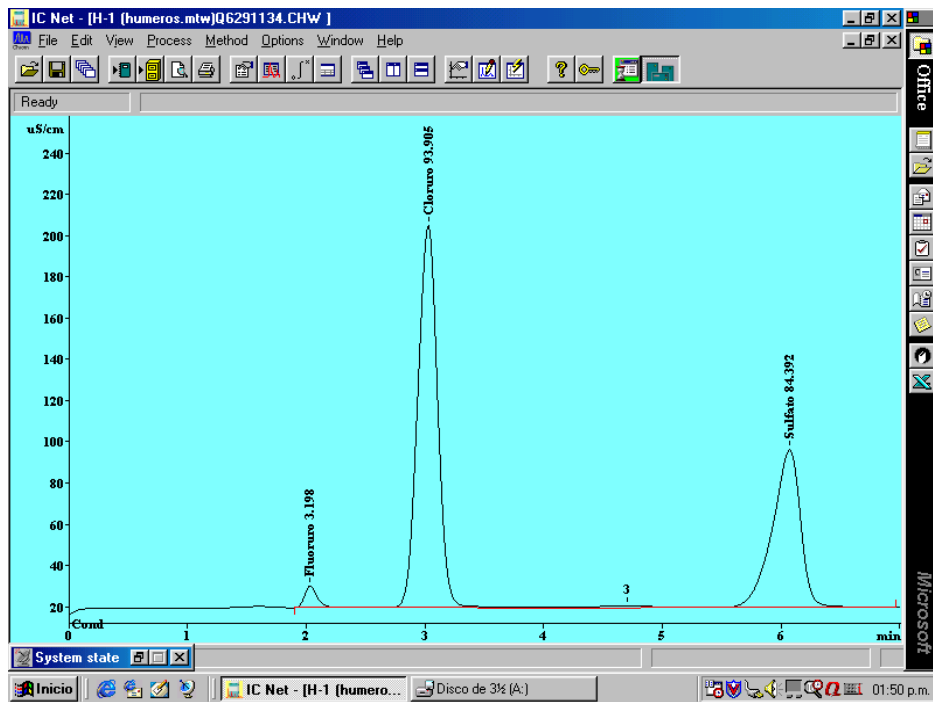 IC Net - [H-1 (humeros.mtw)Q6291134.CHW ]
File Edit View Process Method Options Window Help
Office
Ready
uS/cm
240
220
200
180
160
140
120
100
80
60
40
20
Fluoruro 3.198
Cloruro 93.905
3
Sulfato 84.392
Cond
0 1 2 3 4 5 6 min
Microsoft
System state
Inicio
IC Net - [H-1 (humero...
Disco de 3½ (A:)
01:50 p.m.